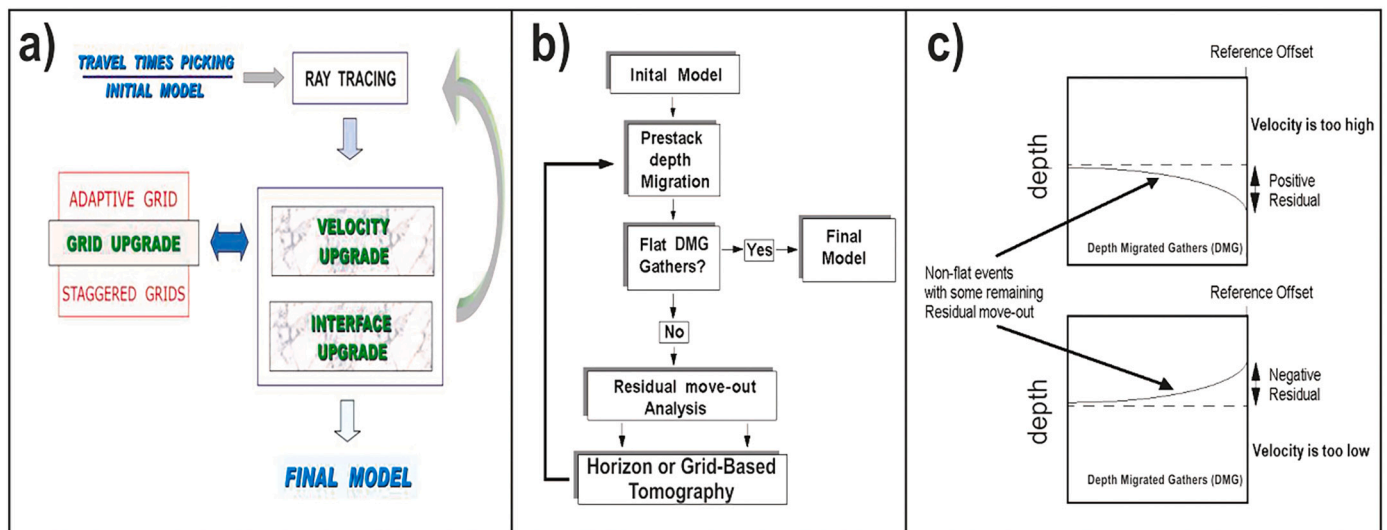 a)
TRAVEL TIMES PICKING
INITIAL MODEL
RAY TRACING
ADAPTIVE GRID
GRID UPGRADE
STAGGERED GRIDS
VELOCITY
UPGRADE
INTERFACE
UPGRADE
FINAL MODEL
b)
Inital Model
Prestack
depth
Migration
Flat DMG
Gathers?
Yes
Final
Model
No
Residual move-out
Analysis
Horizon or Grid-Based
Tomography
c)
Reference Offset
Velocity is too high
depth
Positive
Residual
Depth Migrated Gathers (DMG)
Non-flat events
with some remaining
Residual move-out
Reference Offset
depth
Negative
Residual
Velocity is too low
Depth Migrated Gathers (DMG)